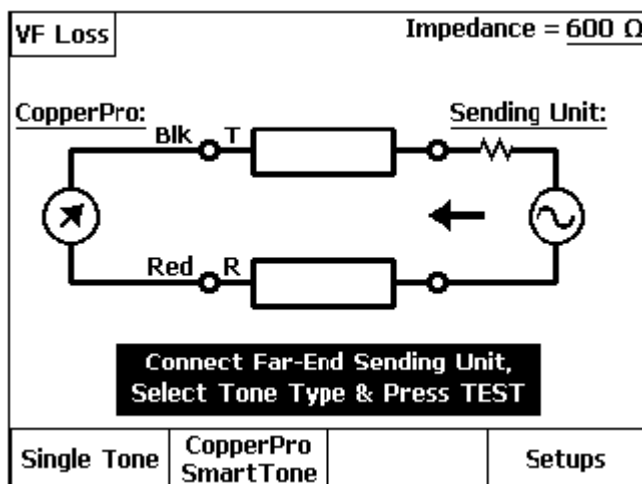 VF Loss
Impedance = 600 Ω
CopperPro:
Sending Unit:
Blk
T
Red
R
Connect Far-End Sending Unit,
Select Tone Type & Press TEST
Single Tone
CopperPro
SmartTone
Setups